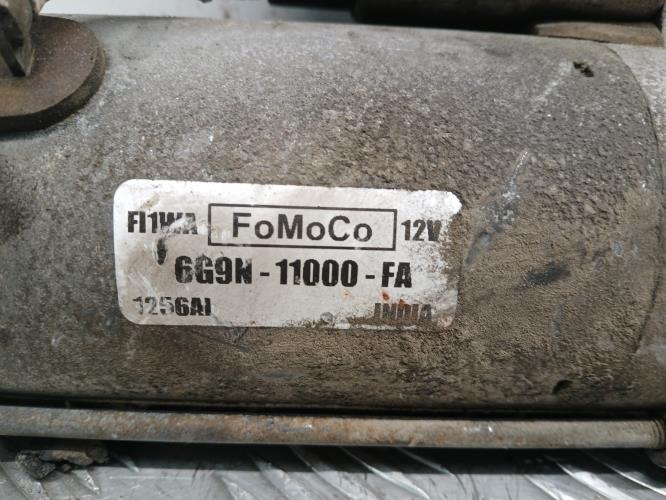 FI1WA FoMoCo 12V
6G9N - 11000 - FA
1256AI INDIA